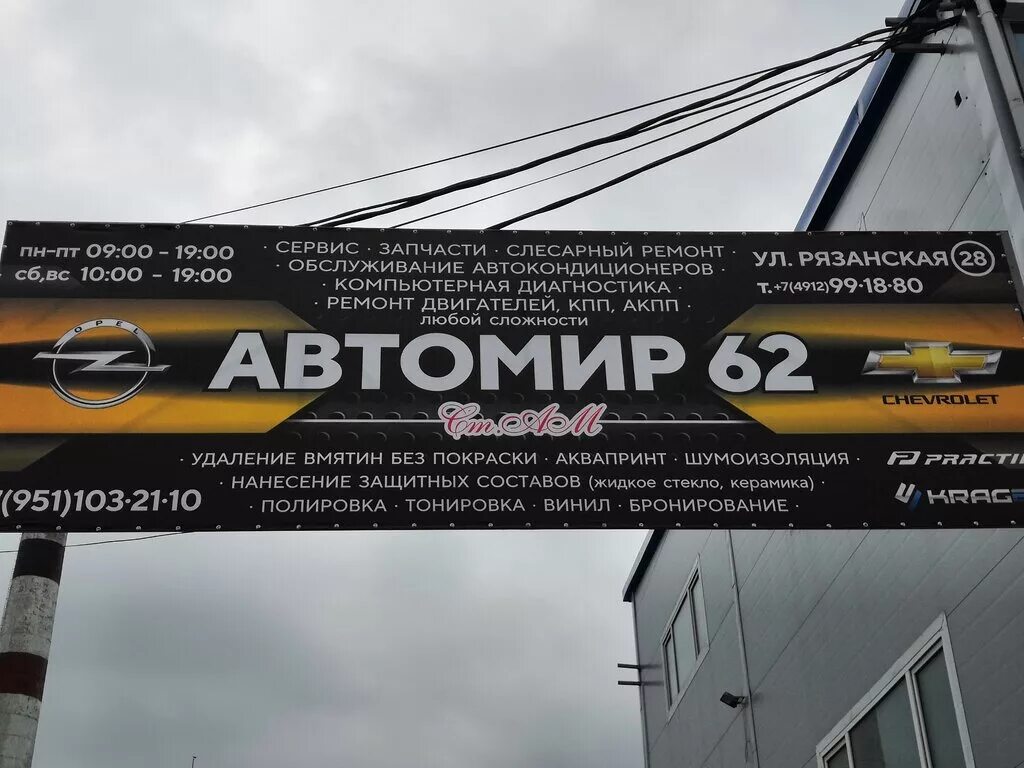 ПН-ПТ 09:00 - 19:00
СБ,ВС 10:00 - 19:00
· СЕРВИС · ЗАПЧАСТИ · СЛЕСАРНЫЙ РЕМОНТ ·
· ОБСЛУЖИВАНИЕ АВТОКОНДИЦИОНЕРОВ ·
· КОМПЬЮТЕРНАЯ ДИАГНОСТИКА ·
· РЕМОНТ ДВИГАТЕЛЕЙ, КПП, АКПП ·
ЛЮБОЙ СЛОЖНОСТИ
УЛ. РЯЗАНСКАЯ 28
Т.+7(4912)99·18·80
OPEL
АВТОМИР 62
CHEVROLET
Ст.АМ
· УДАЛЕНИЕ ВМЯТИН БЕЗ ПОКРАСКИ · АКВАПРИНТ · ШУМОИЗОЛЯЦИЯ ·
· НАНЕСЕНИЕ ЗАЩИТНЫХ СОСТАВОВ (жидкое стекло, керамика) ·
· ПОЛИРОВКА · ТОНИРОВКА · ВИНИЛ · БРОНИРОВАНИЕ ·
(951)103·21·10